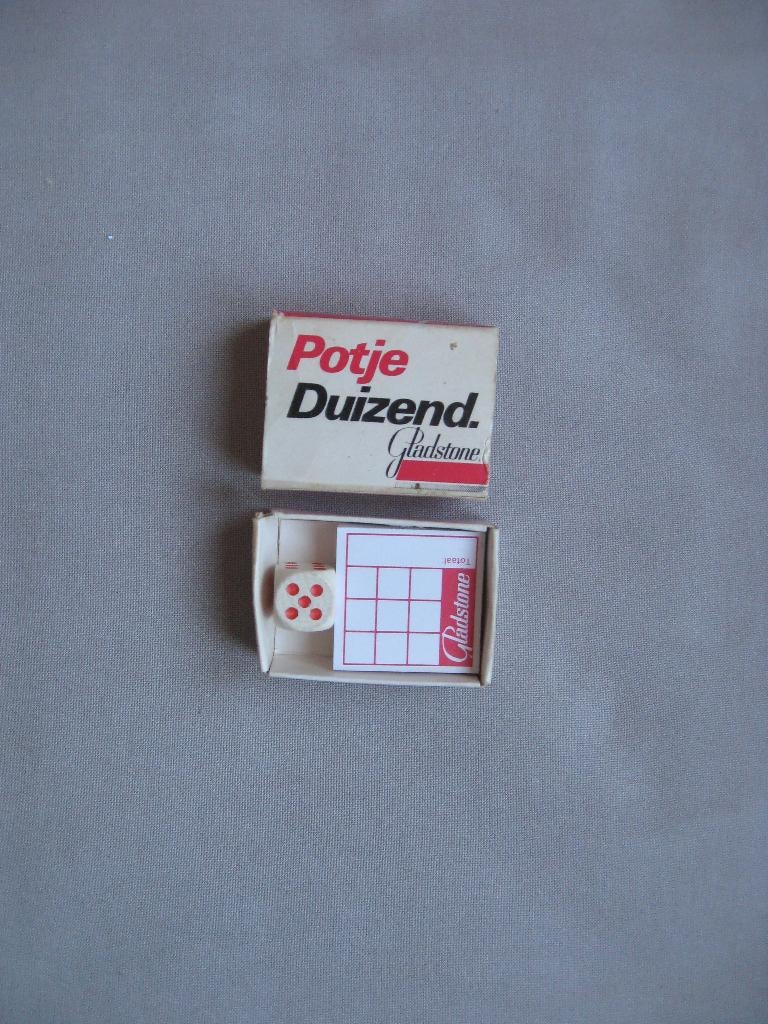 Potje
Duizend.
Gladstone
Totaal
Gladstone